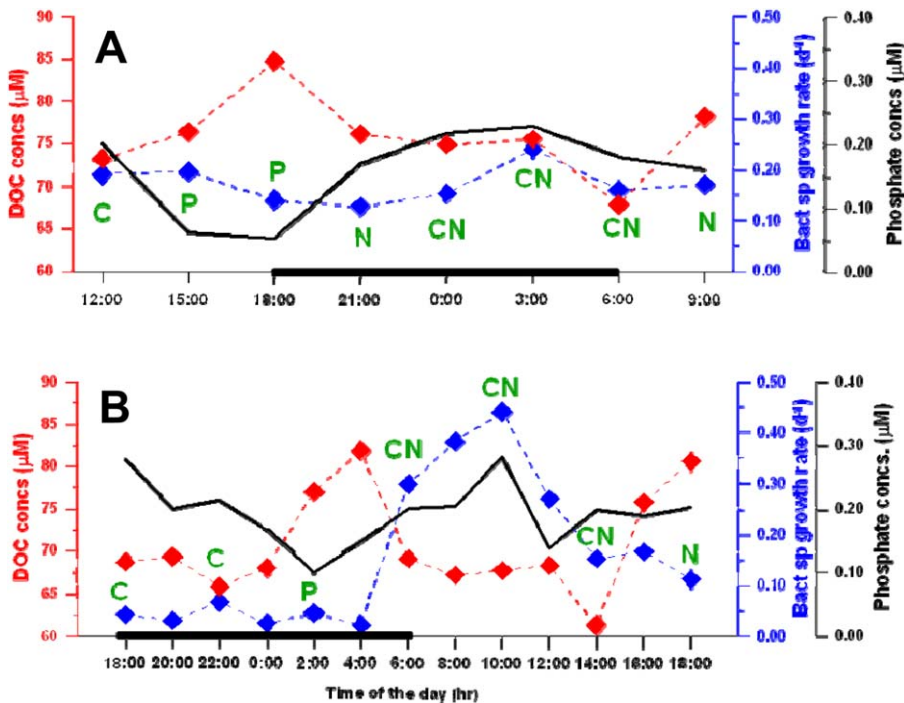 A
DOC concs (µM)
90
85
80
75
70
65
60
C
P
P
N
CN
CN
CN
N
0.50
0.40
0.30
0.20
0.10
0.00
Bact sp growth rate (d⁻¹)
0.40
0.30
0.20
0.10
0.00
Phosphate concs (µM)
12:00 15:00 18:00 21:00 0:00 3:00 6:00 9:00
B
DOC concs (µM)
90
85
80
75
70
65
60
C
C
P
CN
CN
CN
N
0.50
0.40
0.30
0.20
0.10
0.00
Bact sp growth rate (d⁻¹)
0.40
0.30
0.20
0.10
0.00
Phosphate concs. (µM)
18:00 20:00 22:00 0:00 2:00 4:00 6:00 8:00 10:00 12:00 14:00 16:00 18:00
Time of the day (hr)